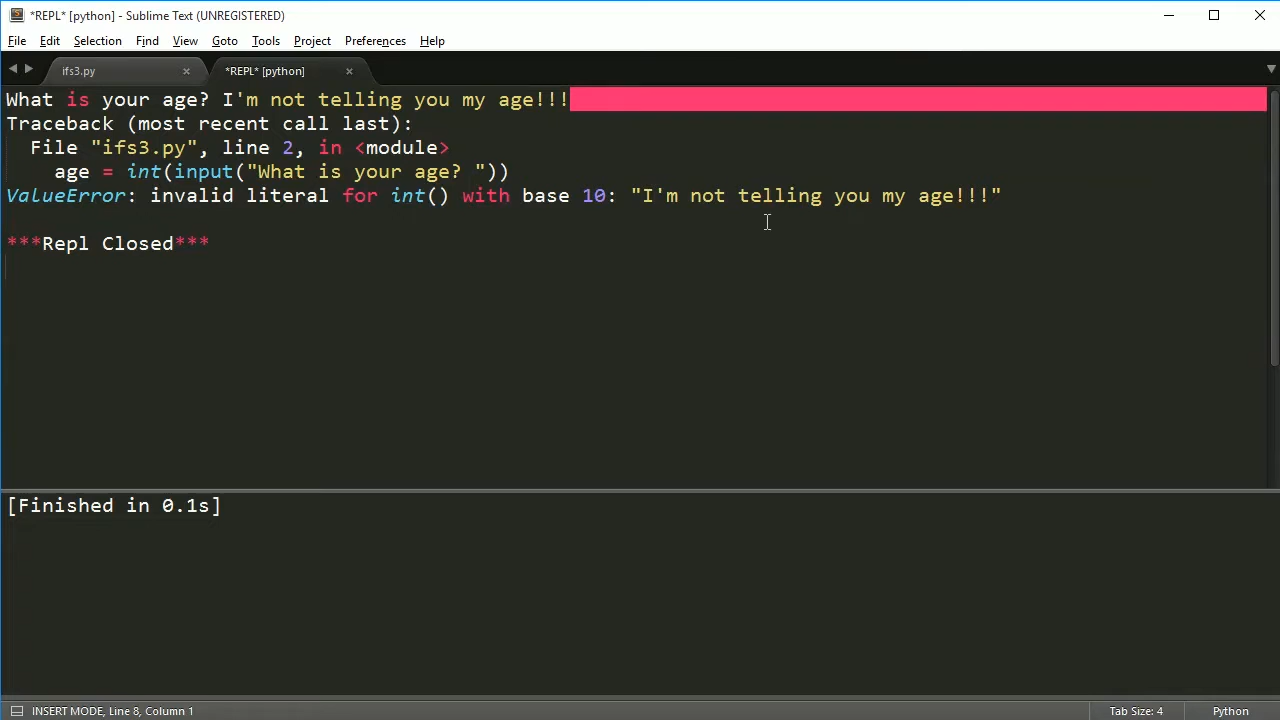 *REPL* [python] - Sublime Text (UNREGISTERED)
File Edit Selection Find View Goto Tools Project Preferences Help
ifs3.py *REPL* [python]
What is your age? I'm not telling you my age!!!
Traceback (most recent call last):
  File "ifs3.py", line 2, in <module>
    age = int(input("What is your age? "))
ValueError: invalid literal for int() with base 10: "I'm not telling you my age!!!"
***Repl Closed***
[Finished in 0.1s]
INSERT MODE, Line 8, Column 1 Tab Size: 4 Python